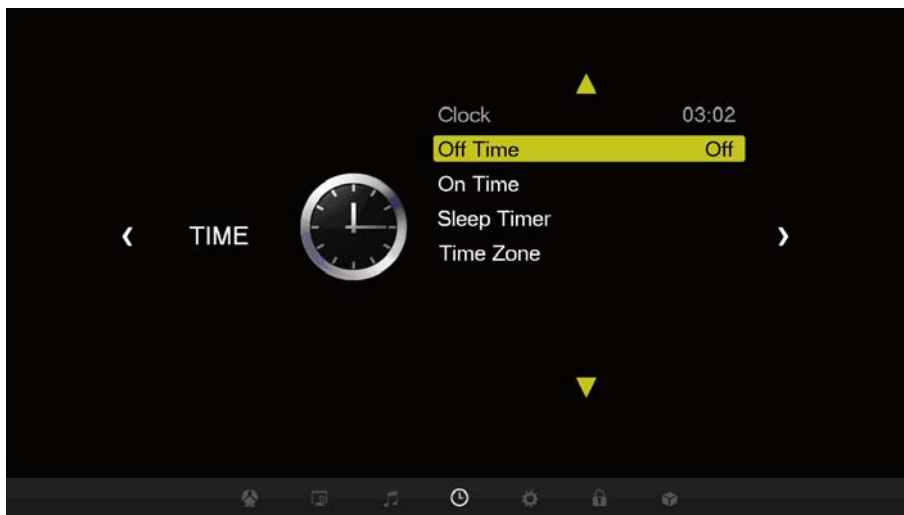 Clock 03:02
Off Time Off
On Time
Sleep Timer
TIME
Time Zone